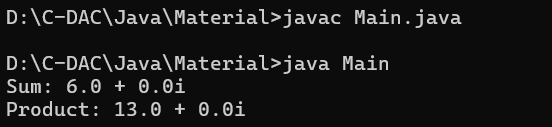 D:\C-DAC\Java\Material>javac Main.java
D:\C-DAC\Java\Material>java Main
Sum: 6.0 + 0.0i
Product: 13.0 + 0.0i